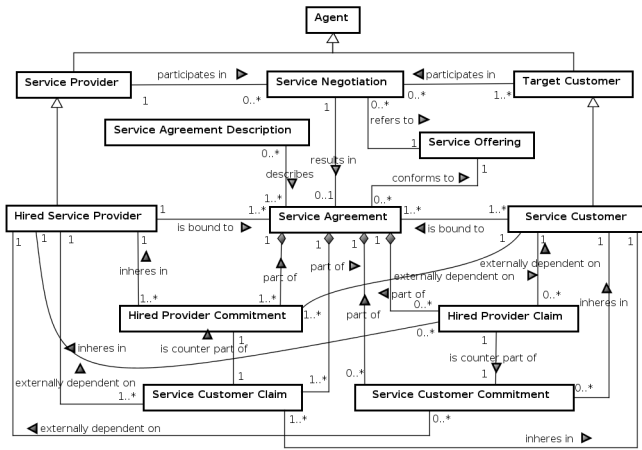 Agent
Service Provider
participates in
Service Negotiation
participates in
Target Customer
1
0..*
1
0..*
0..*
1..*
Service Agreement Description
refers to
Service Offering
0..*
results in
1
1
describes
conforms to
1..*
0..1
0..*
Hired Service Provider
1
1..*
Service Agreement
1..*
1..*
Service Customer
is bound to
is bound to
1
1
1
1
1
1
1
1
1
1
1
1
inheres in
part of
part of
externally dependent on
externally dependent on
1..*
1..*
part of
0..*
0..*
inheres in
Hired Provider Commitment
1..*
part of
Hired Provider Claim
inheres in
is counter part of
1
0..*
1
is counter part of
externally dependent on
1
1..*
0..*
1
0..*
1..*
Service Customer Claim
Service Customer Commitment
externally dependent on
1..*
0..*
inheres in